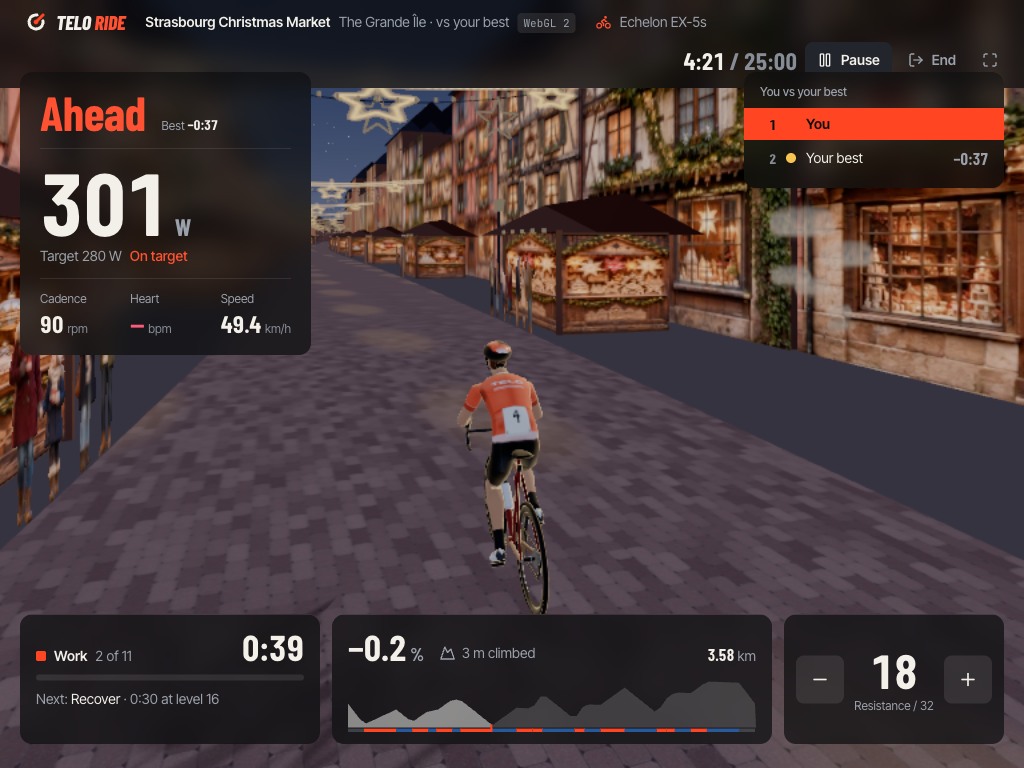 TELO RIDE Strasbourg Christmas Market The Grande Île · vs your best WebGL 2 Echelon EX-5s
4:21 / 25:00 Pause End
Ahead Best −0:37
301 W
Target 280 W On target
Cadence Heart Speed
90 rpm — bpm 49.4 km/h
You vs your best
1 You
2 Your best −0:37
TELO
4
Work 2 of 11 0:39
Next: Recover · 0:30 at level 16
−0.2 % 3 m climbed 3.58 km
− 18 +
Resistance / 32